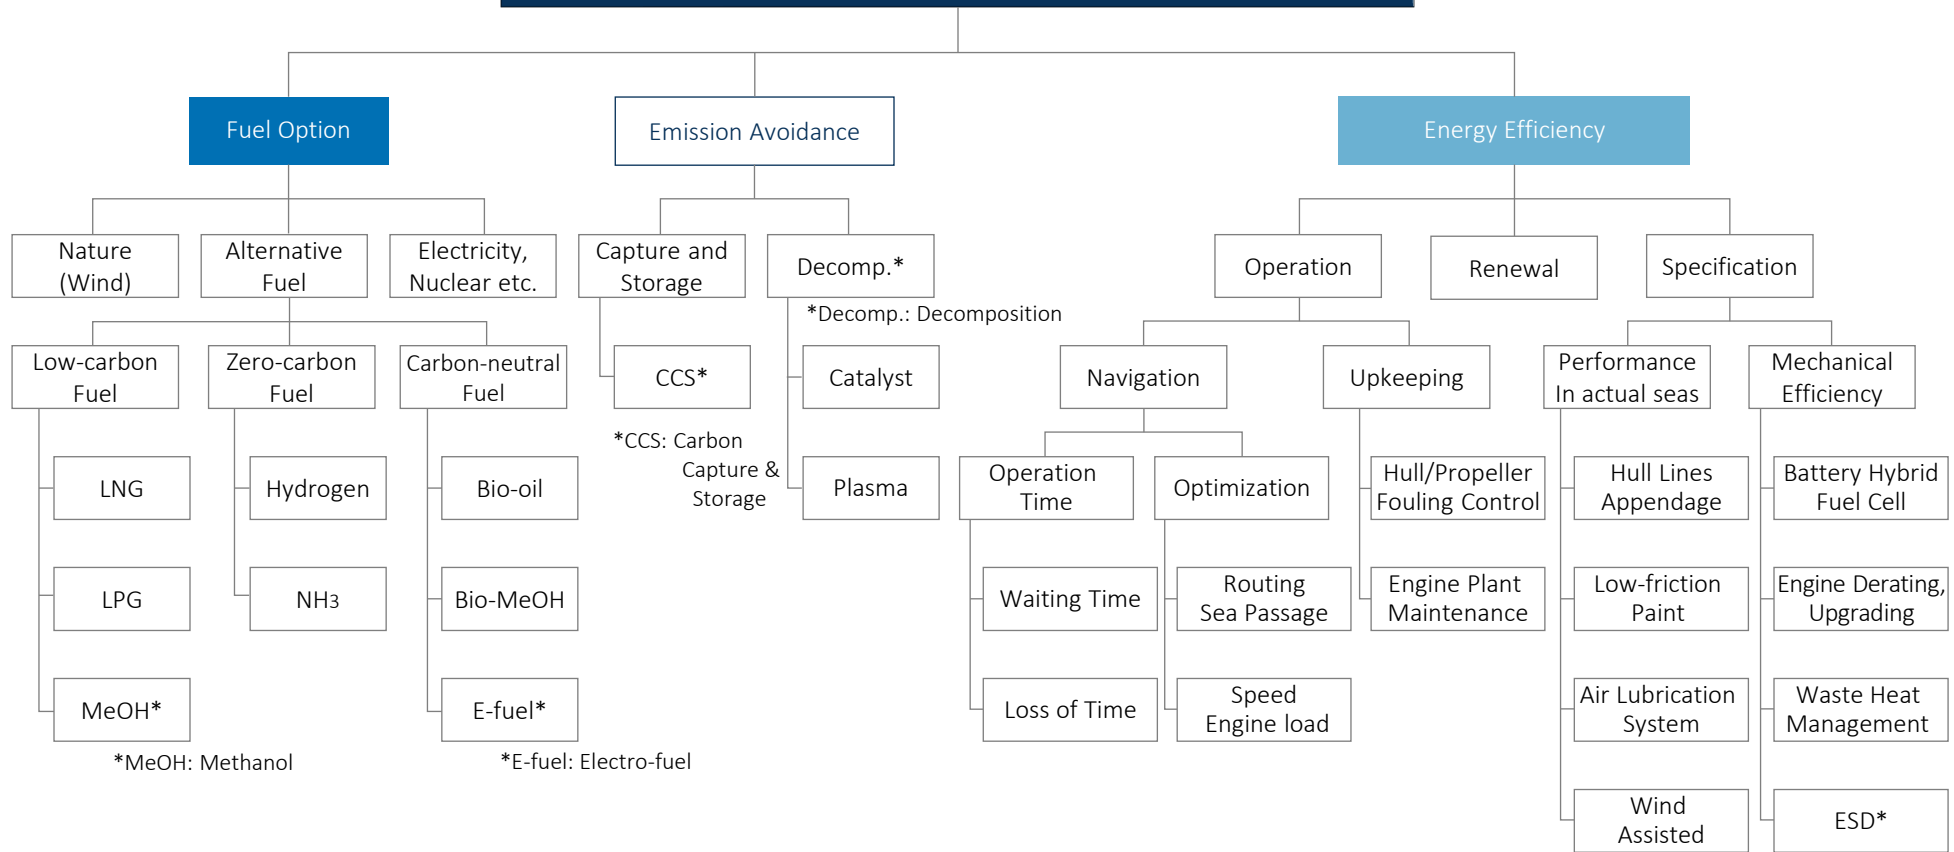 Fuel Option
Emission Avoidance
Energy Efficiency
Nature
(Wind)
Alternative
Fuel
Electricity,
Nuclear etc.
Capture and
Storage
Decomp.*
*Decomp.: Decomposition
Operation
Renewal
Specification
Low-carbon
Fuel
Zero-carbon
Fuel
Carbon-neutral
Fuel
CCS*
*CCS: Carbon
Capture &
Storage
Catalyst
Plasma
Navigation
Upkeeping
Performance
In actual seas
Mechanical
Efficiency
LNG
LPG
MeOH*
*MeOH: Methanol
Hydrogen
NH3
Bio-oil
Bio-MeOH
E-fuel*
*E-fuel: Electro-fuel
Operation
Time
Waiting Time
Loss of Time
Optimization
Routing
Sea Passage
Speed
Engine load
Hull/Propeller
Fouling Control
Engine Plant
Maintenance
Hull Lines
Appendage
Low-friction
Paint
Air Lubrication
System
Wind
Assisted
Battery Hybrid
Fuel Cell
Engine Derating,
Upgrading
Waste Heat
Management
ESD*